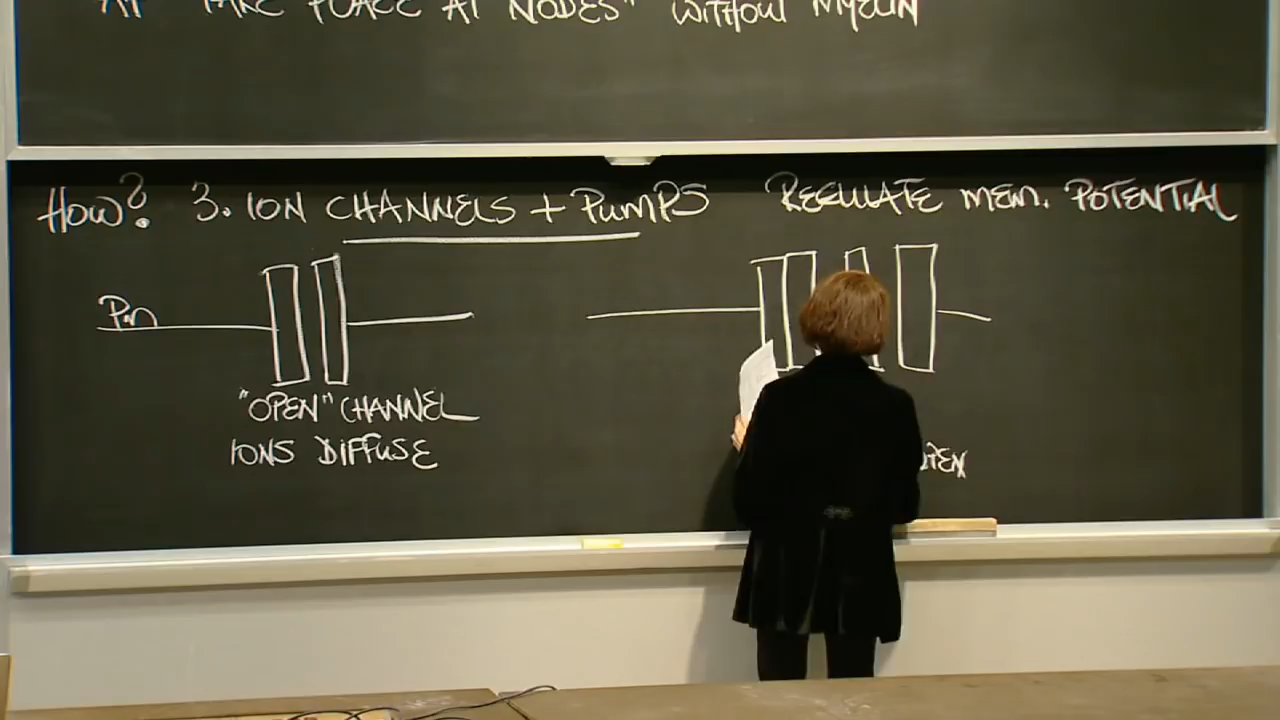 AP "TAKE PLACE AT NODES" WITHOUT MYELIN
HOW? 3. ION CHANNELS + PUMPS REGULATE MEM. POTENTIAL
Pm
"OPEN" CHANNEL
IONS DIFFUSE